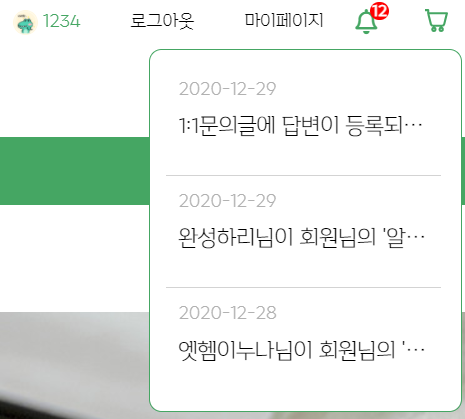 1234 로그아웃 마이페이지 12
2020-12-29
1:1문의글에 답변이 등록되…
2020-12-29
완성하리님이 회원님의 '알…
2020-12-28
엣헴이누나님이 회원님의 '…